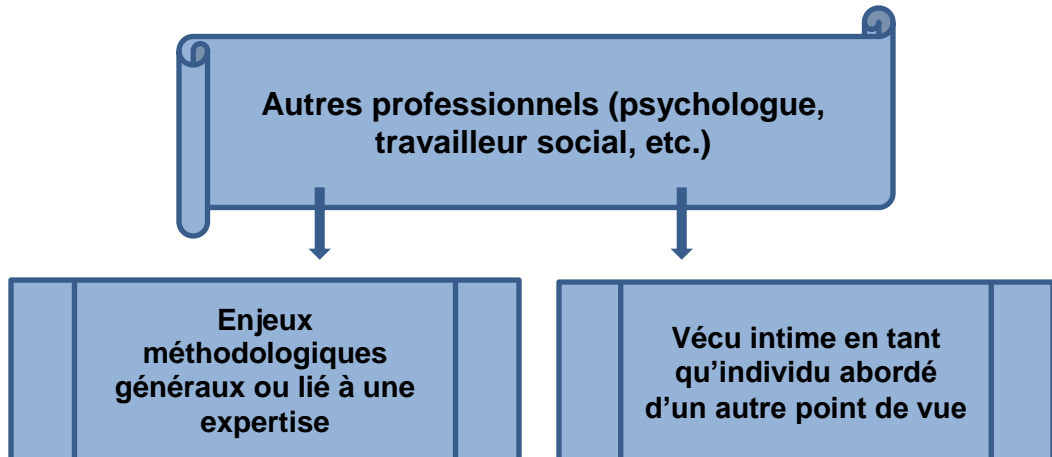 Autres professionnels (psychologue,
travailleur social, etc.)
Enjeux
méthodologiques
généraux ou lié à une
expertise
Vécu intime en tant
qu’individu abordé
d’un autre point de vue